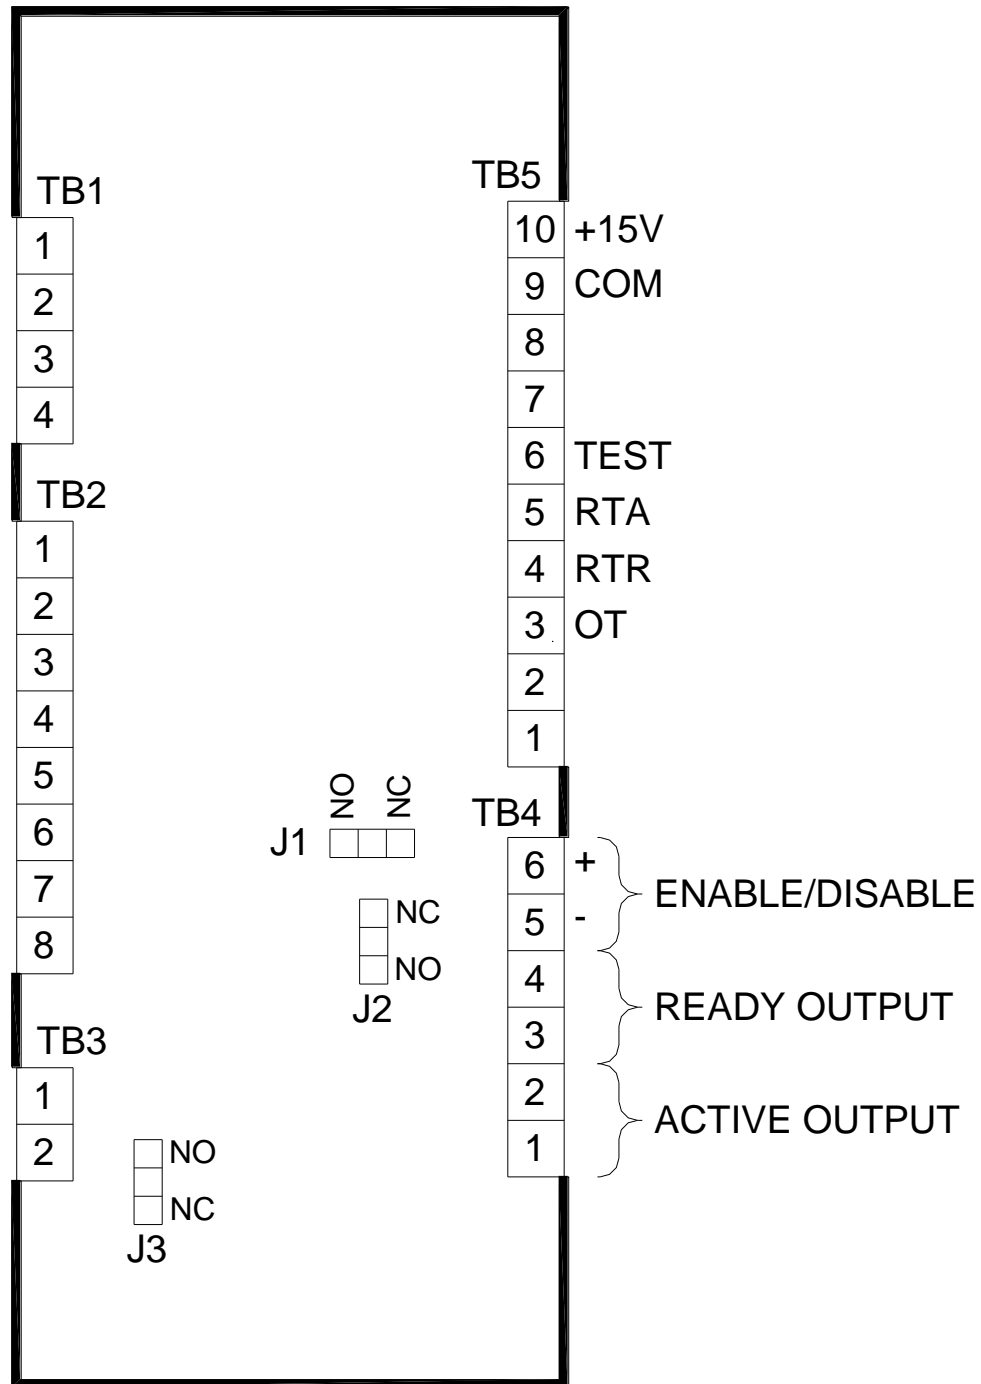 TB1
1
2
3
4
TB2
1
2
3
4
5
6
7
8
TB3
1
2
NO
NC
J3
J1
NO
NC
NC
NO
J2
TB5
10 +15V
9 COM
8
7
6 TEST
5 RTA
4 RTR
3 OT
2
1
TB4
6 +
5 -
ENABLE/DISABLE
4
3
READY OUTPUT
2
1
ACTIVE OUTPUT